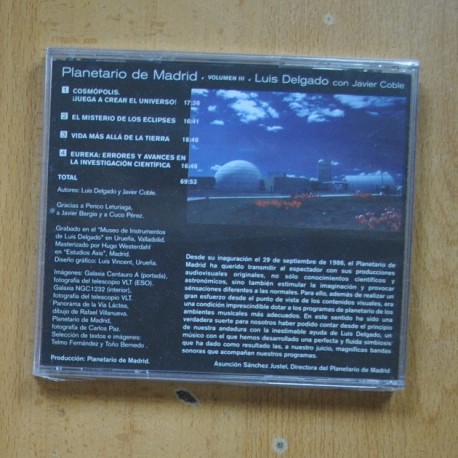 Planetario de Madrid • VOLUMEN III • Luis Delgado con Javier Coble
1 COSMÓPOLIS.
¡JUEGA A CREAR EL UNIVERSO! 17:36
2 EL MISTERIO DE LOS ECLIPSES 16:41
3 VIDA MÁS ALLÁ DE LA TIERRA 18:48
4 EUREKA: ERRORES Y AVANCES EN
LA INVESTIGACIÓN CIENTÍFICA 16:46
TOTAL 69:53
Autores: Luis Delgado y Javier Coble.
Gracias a Perico Leturiaga,
a Javier Bergia y a Cuco Pérez.
Grabado en el "Museo de Instrumentos
de Luis Delgado" en Urueña, Valladolid.
Masterizado por Hugo Westerdahl
en "Estudios Axis", Madrid.
Diseño gráfico: Luis Vincent, Urueña.
Imágenes: Galaxia Centauro A (portada),
fotografía del telescopio VLT (ESO).
Galaxia NGC1232 (interior),
fotografía del telescopio VLT.
Panorama de la Vía Láctea,
dibujo de Rafael Villanueva.
Planetario de Madrid,
fotografía de Carlos Paz.
Selección de textos e imágenes:
Telmo Fernández y Toño Bernedo
Producción: Planetario de Madrid.
Desde su inauguración el 29 de septiembre de 1986, el Planetario de
Madrid ha querido transmitir al espectador con sus producciones
audiovisuales originales, no sólo conocimientos científicos y
astronómicos, sino también estimular la imaginación y provocar
sensaciones diferentes a las normales. Para ello, además de realizar un
gran esfuerzo desde el punto de vista de los contenidos visuales, era
una condición imprescindible dotar a los programas de planetario de los
ambientes musicales más adecuados. En este sentido ha sido una
verdadera suerte para nosotros haber podido contar desde el principio
de nuestra andadura con la inestimable ayuda de Luis Delgado, un
músico con el que hemos desarrollado una perfecta y fluida simbiosis
que ha dado como resultado las, a nuestro juicio, magníficas bandas
sonoras que acompañan nuestros programas.
Asunción Sánchez Justel, Directora del Planetario de Madrid